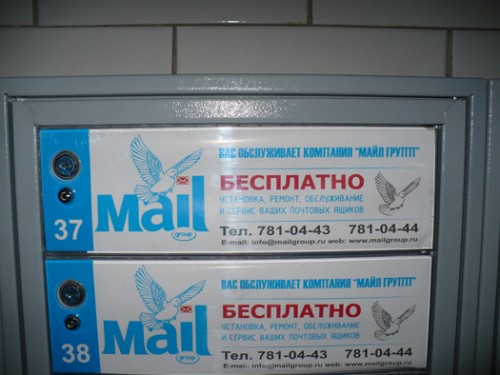 37
Mail
group
ВАС ОБСЛУЖИВАЕТ КОМПАНИЯ "МАЙЛ ГРУПП"
БЕСПЛАТНО
УСТАНОВКА, РЕМОНТ, ОБСЛУЖИВАНИЕ
И СЕРВИС ВАШИХ ПОЧТОВЫХ ЯЩИКОВ
Тел. 781-04-43 781-04-44
E-mail: info@mailgroup.ru web: www.mailgroup.ru
38
Mail
group
ВАС ОБСЛУЖИВАЕТ КОМПАНИЯ "МАЙЛ ГРУПП"
БЕСПЛАТНО
УСТАНОВКА, РЕМОНТ, ОБСЛУЖИВАНИЕ
И СЕРВИС ВАШИХ ПОЧТОВЫХ ЯЩИКОВ
Тел. 781-04-43 781-04-44
E-mail: info@mailgroup.ru web: www.mailgroup.ru